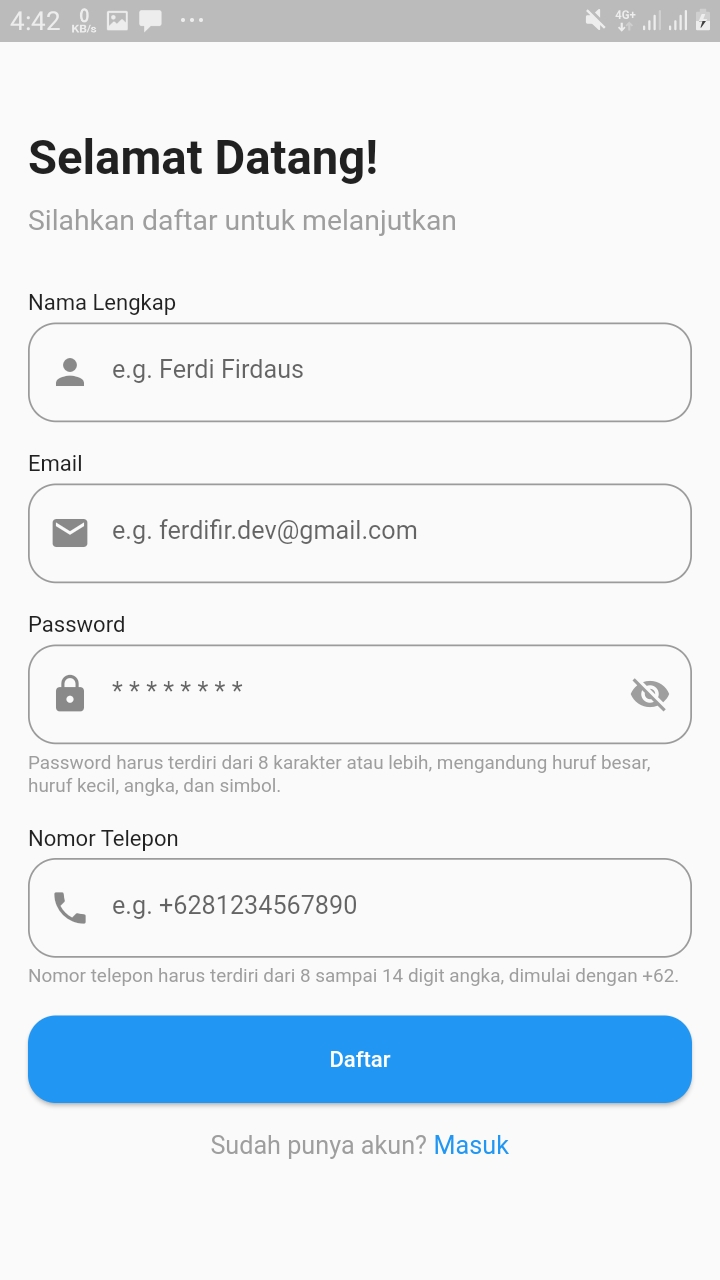 4:42 0 KB/s 4G+
Selamat Datang!
Silahkan daftar untuk melanjutkan
Nama Lengkap
e.g. Ferdi Firdaus
Email
e.g. ferdifir.dev@gmail.com
Password
* * * * * * * *
Password harus terdiri dari 8 karakter atau lebih, mengandung huruf besar,
huruf kecil, angka, dan simbol.
Nomor Telepon
e.g. +6281234567890
Nomor telepon harus terdiri dari 8 sampai 14 digit angka, dimulai dengan +62.
Daftar
Sudah punya akun? Masuk